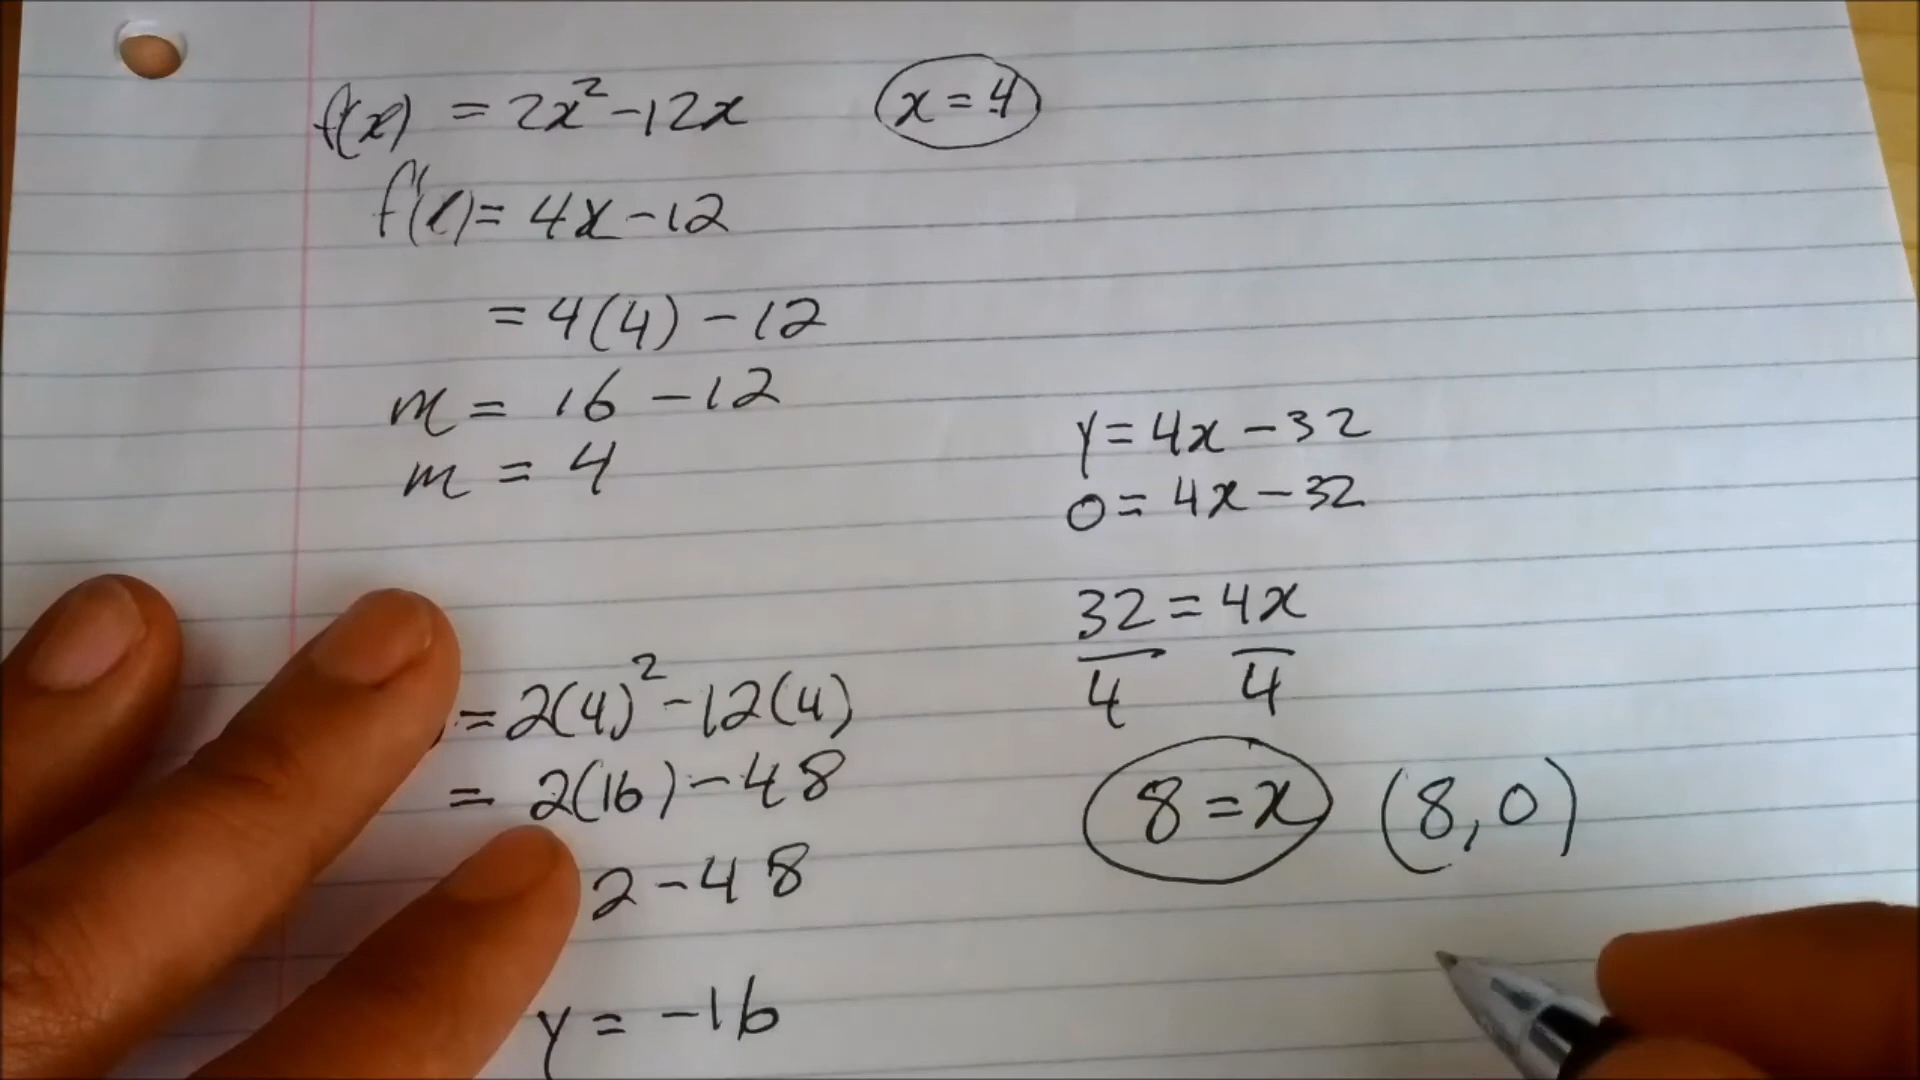 f(x) = 2x² - 12x
x = 4
f'(x) = 4x - 12
= 4(4) - 12
m = 16 - 12
m = 4
= 2(4)² - 12(4)
= 2(16) - 48
2 - 48
y = -16
y = 4x - 32
0 = 4x - 32
32 = 4x
4 4
8 = x (8,0)